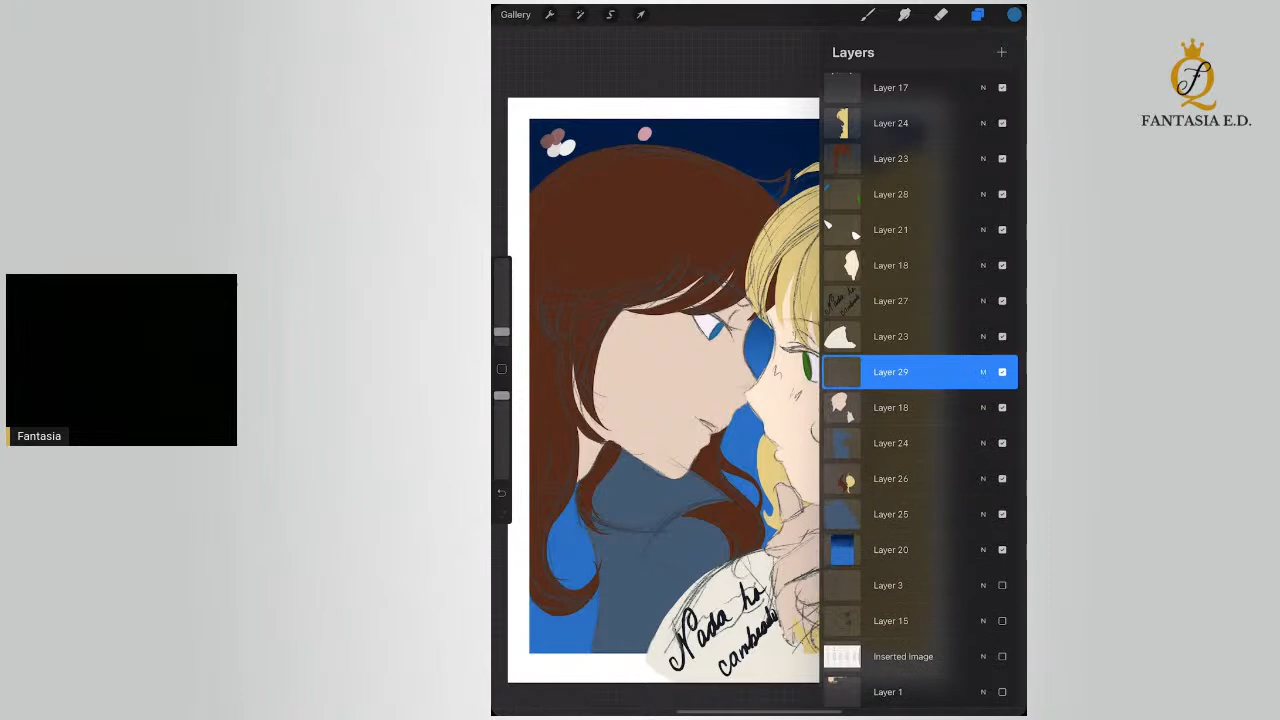 Gallery
Layers
Layer 17 N
Layer 24 N
Layer 23 N
Layer 28 N
Layer 21 N
Layer 18 N
Layer 27 N
Layer 23 N
Layer 29 M
Layer 18 N
Layer 24 N
Layer 26 N
Layer 25 N
Layer 20 N
Layer 3 N
Layer 15 N
Inserted Image N
Layer 1 N
Nada ha
cambiado
Fantasia
FQ
FANTASIA E.D.